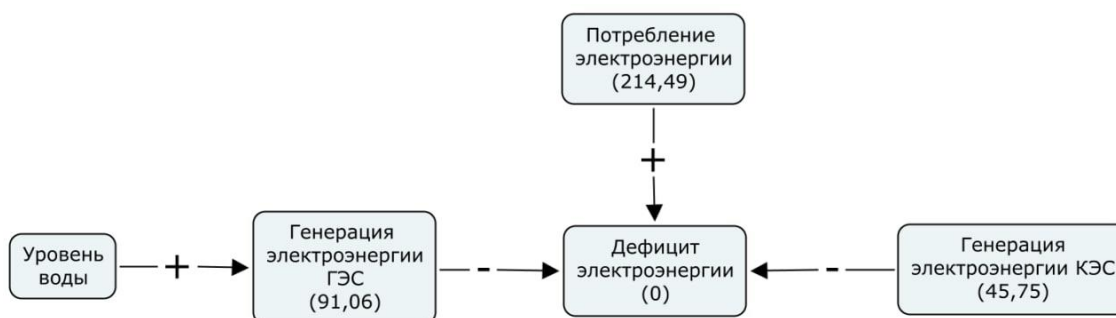 Потребление
электроэнергии
(214,49)
+
Уровень
воды
+
Генерация
электроэнергии
ГЭС
(91,06)
-
Дефицит
электроэнергии
(0)
-
Генерация
электроэнергии КЭС
(45,75)